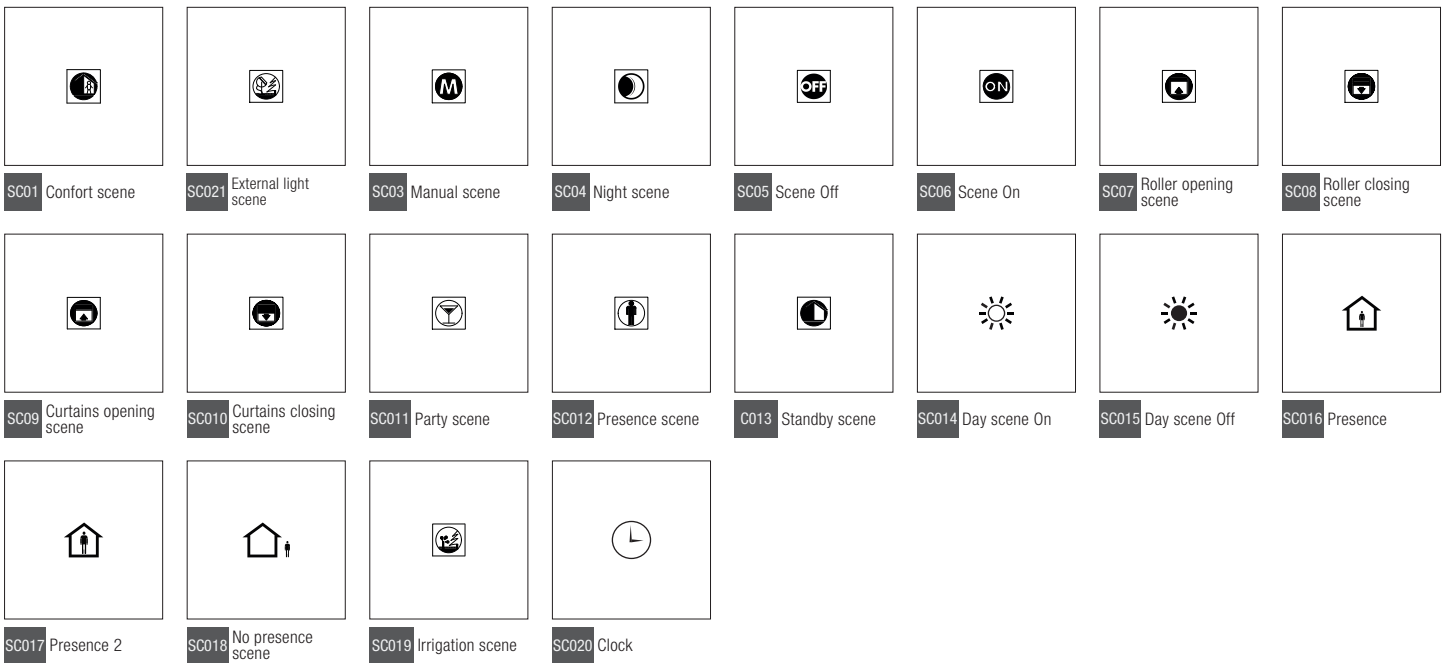 M
OFF
ON
SC01 Confort scene
SC021 External light
scene
SC03 Manual scene
SC04 Night scene
SC05 Scene Off
SC06 Scene On
SC07 Roller opening
scene
SC08 Roller closing
scene
SC09 Curtains opening
scene
SC010 Curtains closing
scene
SC011 Party scene
SC012 Presence scene
C013 Standby scene
SC014 Day scene On
SC015 Day scene Off
SC016 Presence
SC017 Presence 2
SC018 No presence
scene
SC019 Irrigation scene
SC020 Clock